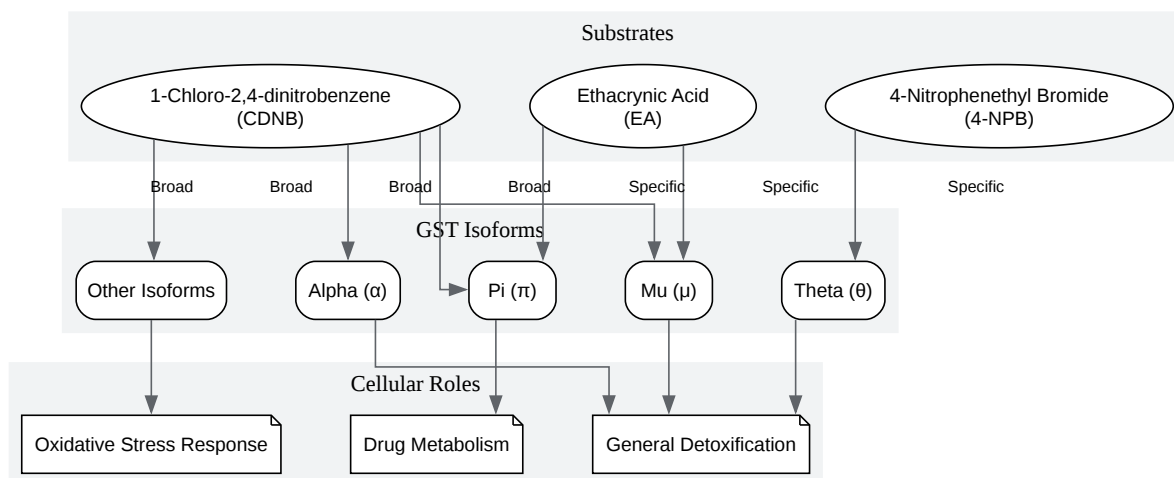 Substrates
1-Chloro-2,4-dinitrobenzene
(CDNB)
Ethacrynic Acid
(EA)
4-Nitrophenethyl Bromide
(4-NPB)
Broad
Broad
Broad
Broad
Specific
Specific
Specific
GST Isoforms
Other Isoforms
Alpha (α)
Pi (π)
Mu (μ)
Theta (θ)
Cellular Roles
Oxidative Stress Response
Drug Metabolism
General Detoxification